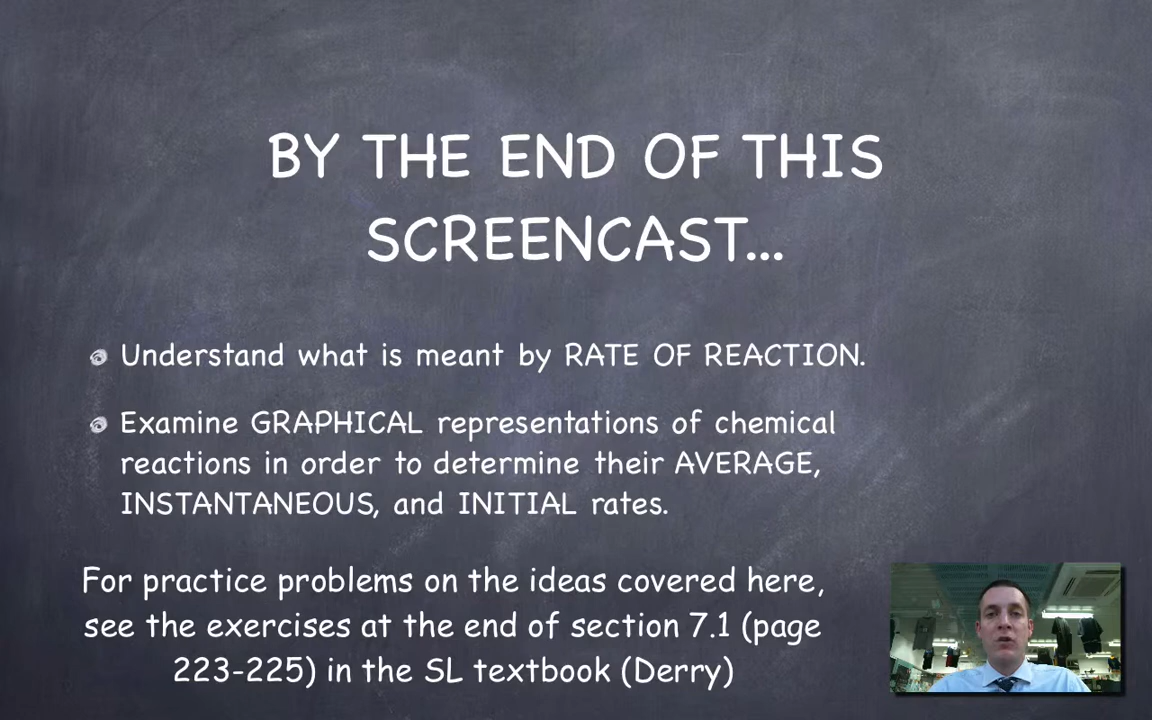 BY THE END OF THIS
SCREENCAST...
Understand what is meant by RATE OF REACTION.
Examine GRAPHICAL representations of chemical
reactions in order to determine their AVERAGE,
INSTANTANEOUS, and INITIAL rates.
For practice problems on the ideas covered here,
see the exercises at the end of section 7.1 (page
223-225) in the SL textbook (Derry)